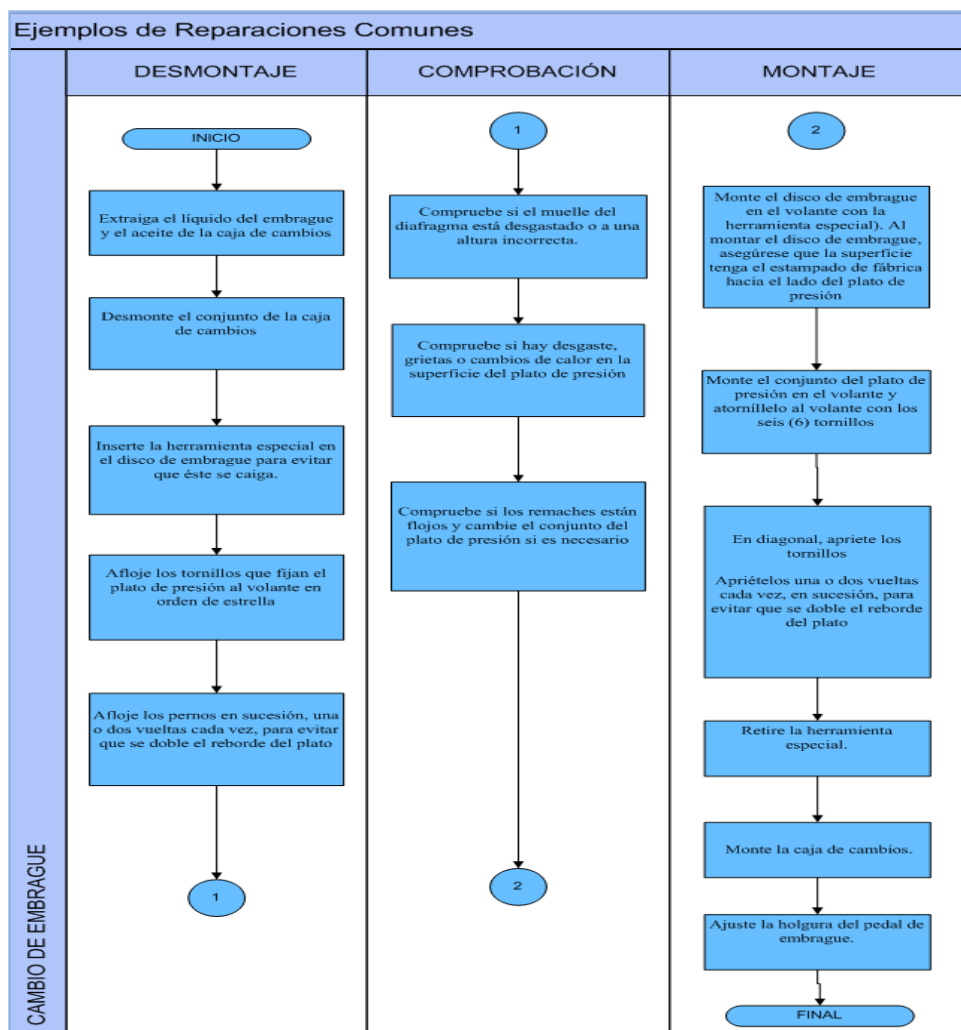 Ejemplos de Reparaciones Comunes
DESMONTAJE
INICIO
Extraiga el líquido del embrague
y el aceite de la caja de cambios
Desmonte el conjunto de la caja
de cambios
Inserte la herramienta especial en
el disco de embrague para evitar
que éste se caiga.
Afloje los tornillos que fijan el
plato de presión al volante en
orden de estrella
Afloje los pernos en sucesión, una
o dos vueltas cada vez, para evitar
que se doble el reborde del plato
1
COMPROBACIÓN
1
Compruebe si el muelle del
diafragma está desgastado o a una
altura incorrecta.
Compruebe si hay desgaste,
grietas o cambios de calor en la
superficie del plato de presión
Compruebe si los remaches están
flojos y cambie el conjunto del
plato de presión si es necesario
2
MONTAJE
2
Monte el disco de embrague
en el volante con la
herramienta especial). Al
montar el disco de embrague,
asegúrese que la superficie
tenga el estampado de fábrica
hacia el lado del plato de
presión
Monte el conjunto del plato de
presión en el volante y
atorníllelo al volante con los
seis (6) tornillos
En diagonal, apriete los
tornillos
Apriételos una o dos vueltas
cada vez, en sucesión, para
evitar que se doble el reborde
del plato
Retire la herramienta
especial.
Monte la caja de cambios.
Ajuste la holgura del pedal de
embrague.
FINAL
CAMBIO DE EMBRAGUE